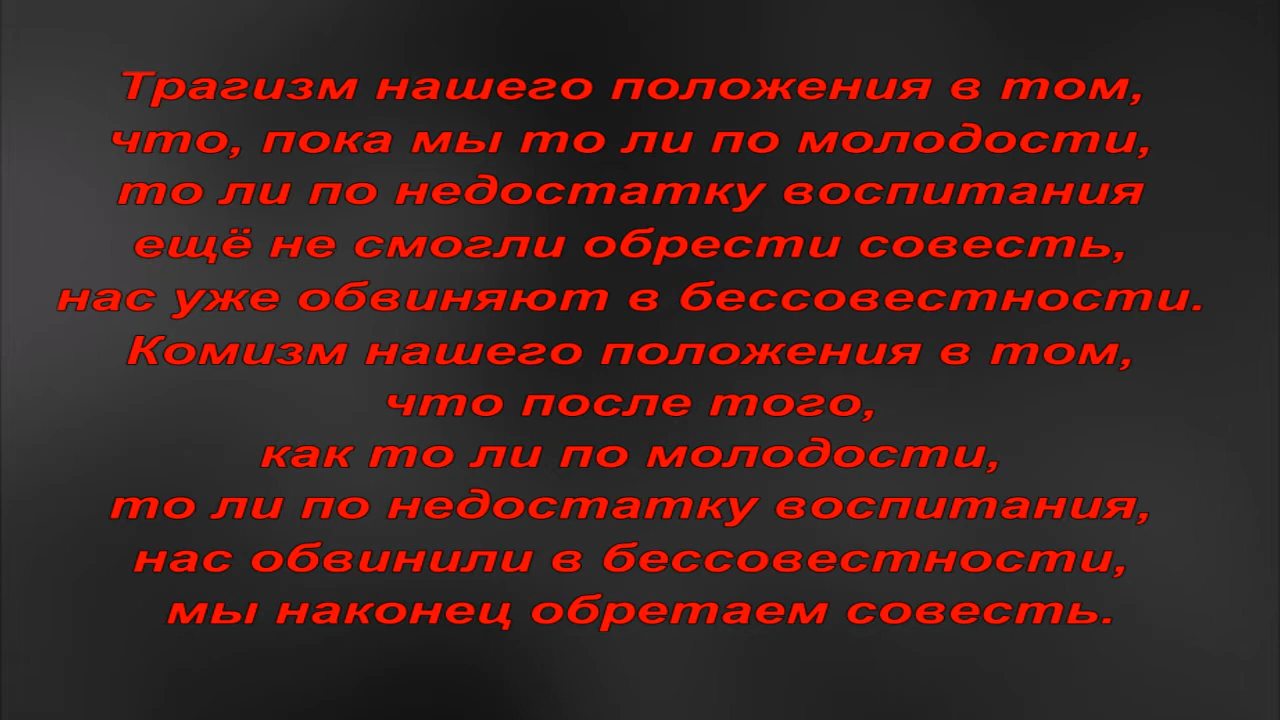 Трагизм нашего положения в том,
что, пока мы то ли по молодости,
то ли по недостатку воспитания
ещё не смогли обрести совесть,
нас уже обвиняют в бессовестности.
Комизм нашего положения в том,
что после того,
как то ли по молодости,
то ли по недостатку воспитания,
нас обвинили в бессовестности,
мы наконец обретаем совесть.